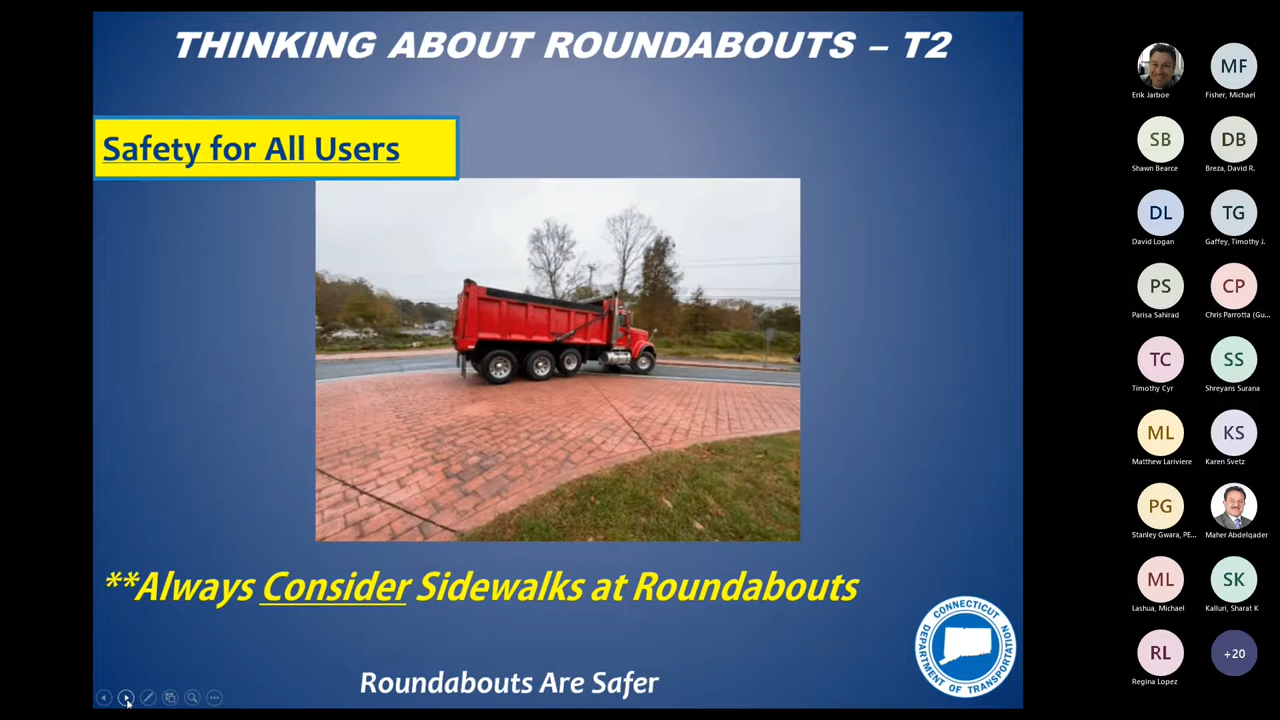 THINKING ABOUT ROUNDABOUTS – T2
Safety for All Users
**Always Consider Sidewalks at Roundabouts
Roundabouts Are Safer
CONNECTICUT
DEPARTMENT OF TRANSPORTATION
Erik Jarboe
MF
Fisher, Michael
SB
Shawn Bearce
DB
Breza, David R.
DL
David Logan
TG
Gaffey, Timothy J.
PS
Parisa Sahirad
CP
Chris Parrotta (Gu...
TC
Timothy Cyr
SS
Shreyans Surana
ML
Matthew Lariviere
KS
Karen Svetz
PG
Stanley Gwara, PE...
Maher Abdelqader
ML
Lashua, Michael
SK
Kalluri, Sharat K
RL
Regina Lopez
+20